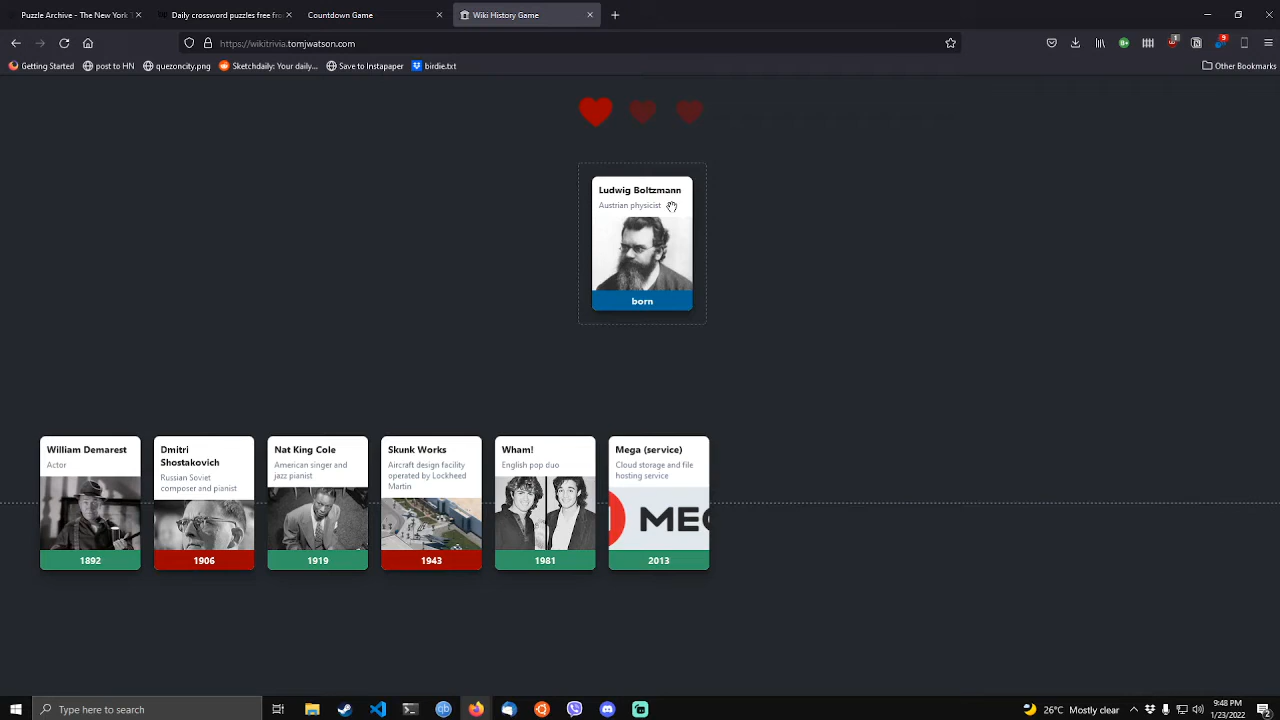 Puzzle Archive - The New York T
Daily crossword puzzles free fro
Countdown Game
Wiki History Game
https://wikitrivia.tomjwatson.com
Getting Started
post to HN
quezoncity.png
Sketchdaily: Your daily...
Save to Instapaper
birdie.txt
Other Bookmarks
Ludwig Boltzmann
Austrian physicist
born
William Demarest
Actor
1892
Dmitri
Shostakovich
Russian Soviet
composer and pianist
1906
Nat King Cole
American singer and
jazz pianist
1919
Skunk Works
Aircraft design facility
operated by Lockheed
Martin
1943
Wham!
English pop duo
1981
Mega (service)
Cloud storage and file
hosting service
MEG
2013
Type here to search
26°C Mostly clear
9:48 PM
1/23/2022